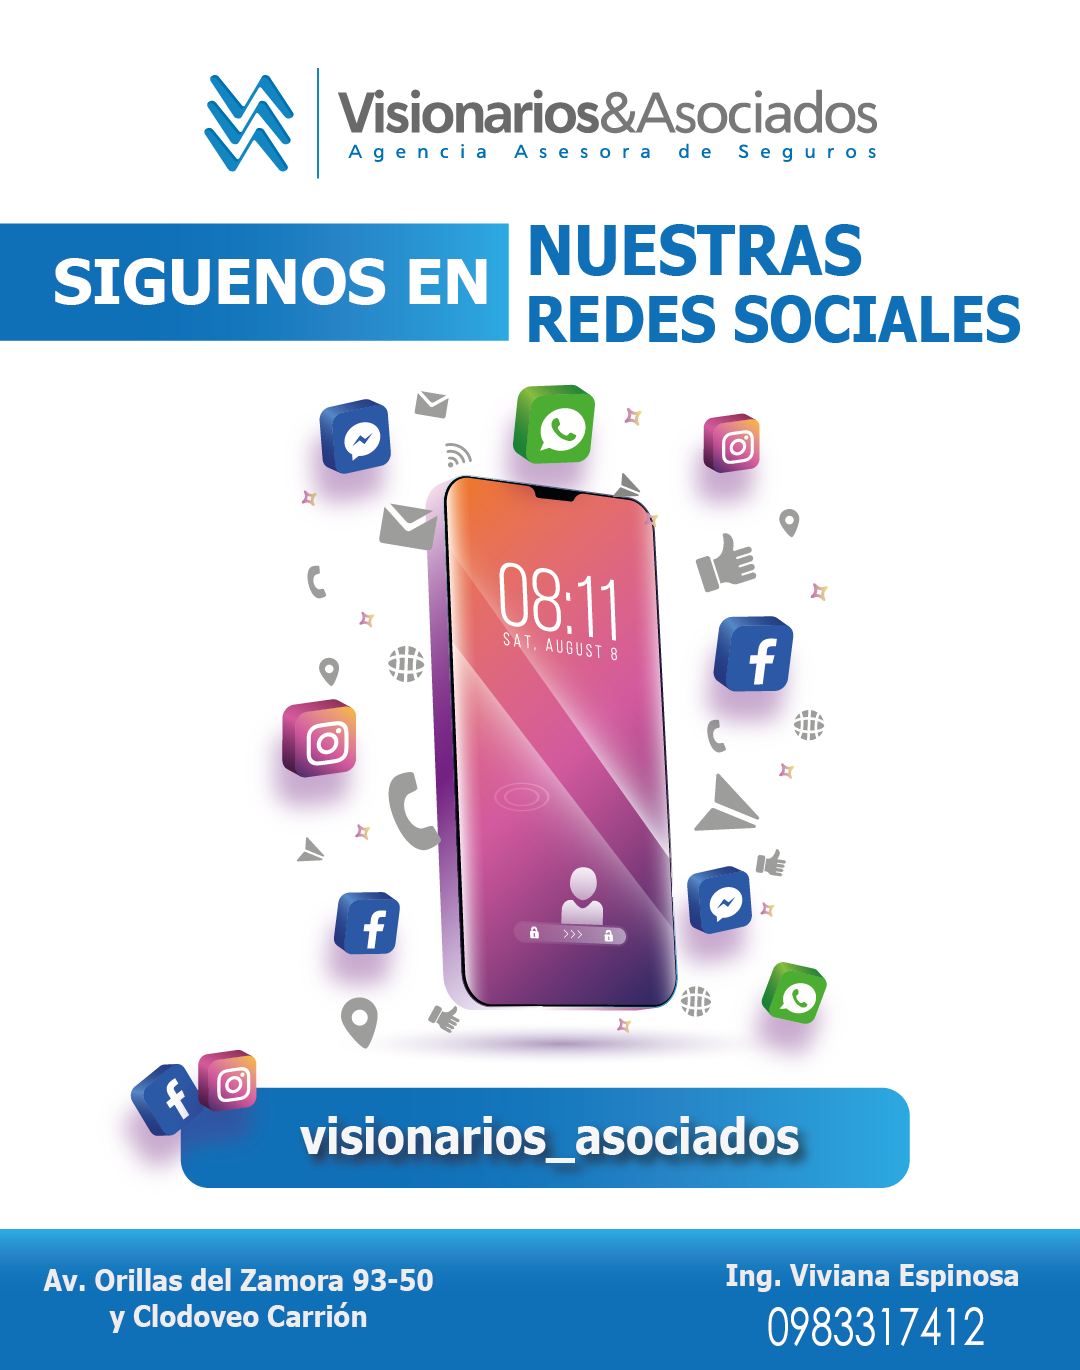 Visionarios&Asociados
Agencia Asesora de Seguros
SIGUENOS EN
NUESTRAS
REDES SOCIALES
08:11
SAT, AUGUST 8
visionarios_asociados
Av. Orillas del Zamora 93-50
y Clodoveo Carrión
Ing. Viviana Espinosa
0983317412